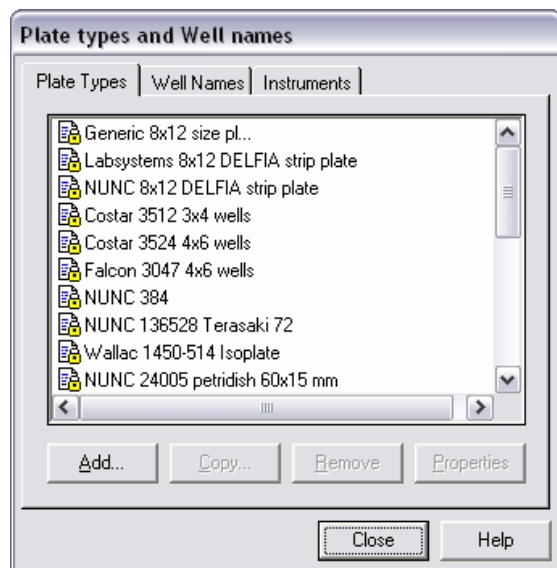 Plate types and Well names
Plate Types Well Names Instruments
Generic 8x12 size pl...
Labsystems 8x12 DELFIA strip plate
NUNC 8x12 DELFIA strip plate
Costar 3512 3x4 wells
Costar 3524 4x6 wells
Falcon 3047 4x6 wells
NUNC 384
NUNC 136528 Terasaki 72
Wallac 1450-514 Isoplate
NUNC 24005 petridish 60x15 mm
Add... Copy... Remove Properties
Close Help